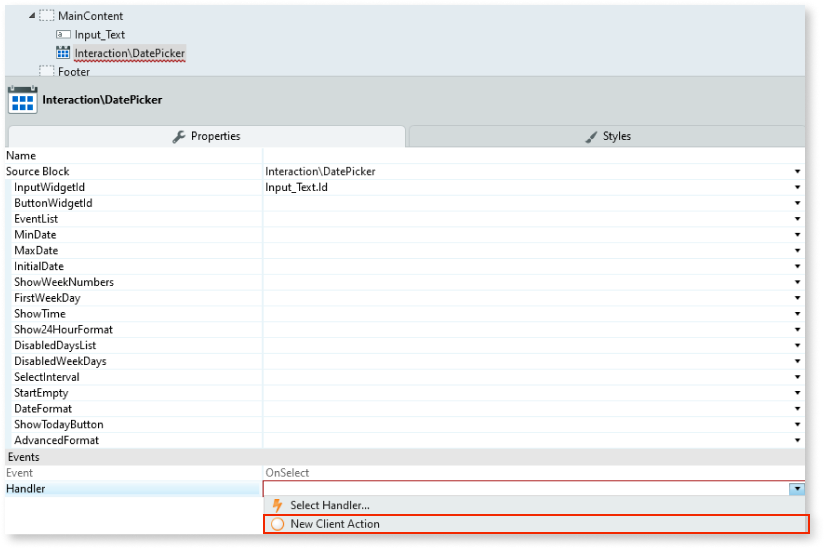 MainContent
Input_Text
Interaction\DatePicker
Footer
Interaction\DatePicker
Properties Styles
Name
Source Block Interaction\DatePicker
InputWidgetId Input_Text.Id
ButtonWidgetId
EventList
MinDate
MaxDate
InitialDate
ShowWeekNumbers
FirstWeekDay
ShowTime
Show24HourFormat
DisabledDaysList
DisabledWeekDays
SelectInterval
StartEmpty
DateFormat
ShowTodayButton
AdvancedFormat
Events
Event OnSelect
Handler
Select Handler...
New Client Action